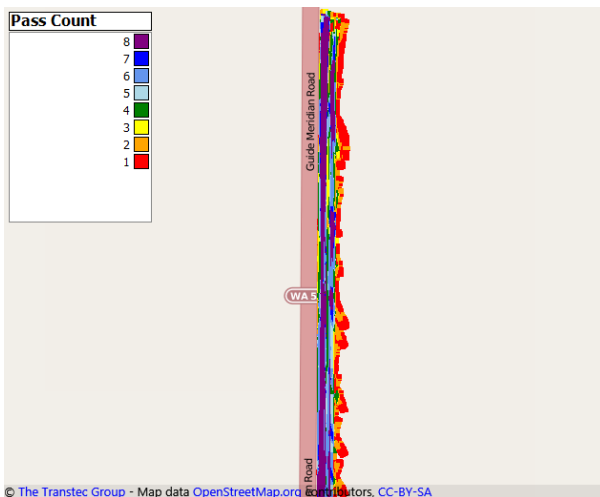 Pass Count
8
7
6
5
4
3
2
1
Guide Meridian Road
WA 5
n Road
© The Transtec Group - Map data OpenStreetMap.org contributors, CC-BY-SA